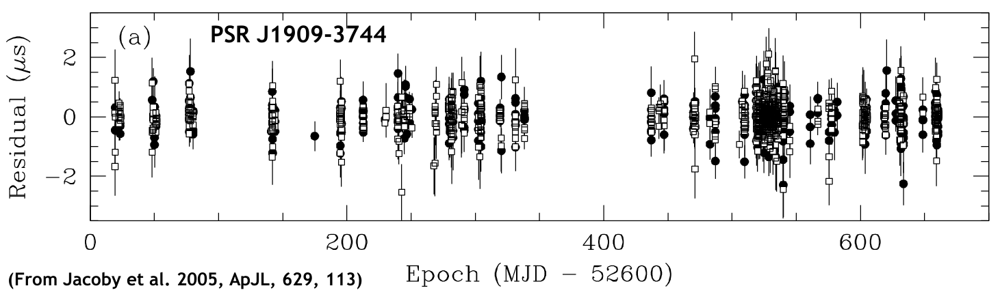 (a) PSR J1909-3744
Residual (μs)
2
0
−2
0 200 400 600
Epoch (MJD − 52600)
(From Jacoby et al. 2005, ApJL, 629, 113)